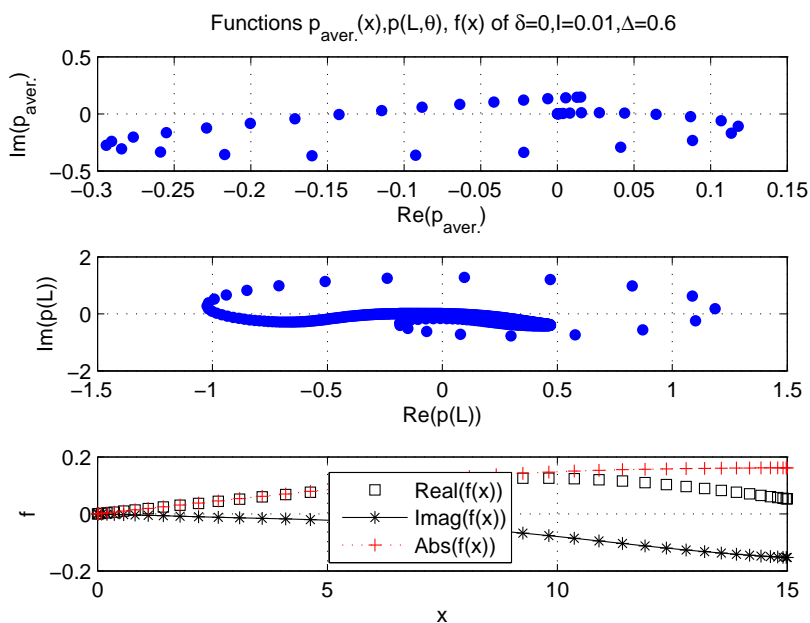 Functions p_aver.(x),p(L,θ), f(x) of δ=0,I=0.01,Δ=0.6
Im(p_aver.)
0.5
0
−0.5
−0.3 −0.25 −0.2 −0.15 −0.1 −0.05 0 0.05 0.1 0.15
Re(p_aver.)
Im(p(L))
2
0
−2
−1.5 −1 −0.5 0 0.5 1 1.5
Re(p(L))
f
0.2
0
−0.2
Real(f(x))
Imag(f(x))
Abs(f(x))
0 5 10 15
x